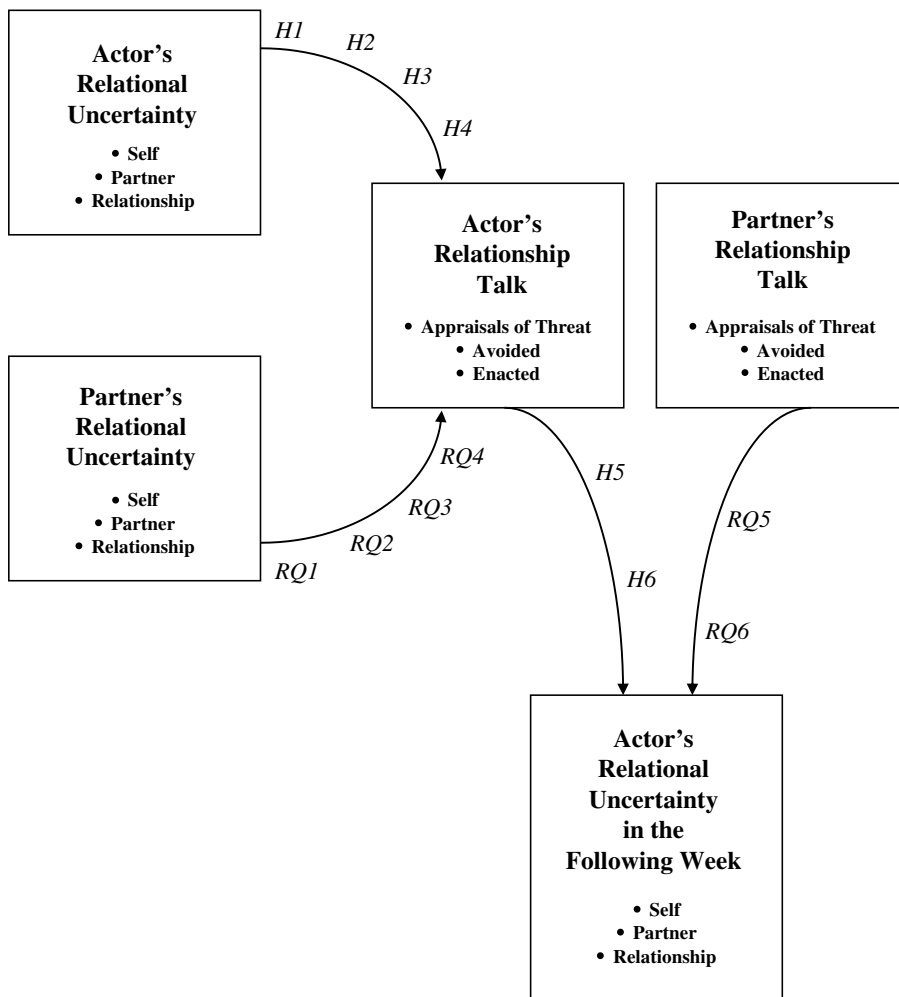 Actor’s
Relational
Uncertainty
• Self
• Partner
• Relationship
H1
H2
H3
H4
Actor’s
Relationship
Talk
• Appraisals of Threat
• Avoided
• Enacted
Partner’s
Relationship
Talk
• Appraisals of Threat
• Avoided
• Enacted
Partner’s
Relational
Uncertainty
• Self
• Partner
• Relationship
RQ1
RQ2
RQ3
RQ4
H5
H6
RQ5
RQ6
Actor’s
Relational
Uncertainty
in the
Following Week
• Self
• Partner
• Relationship